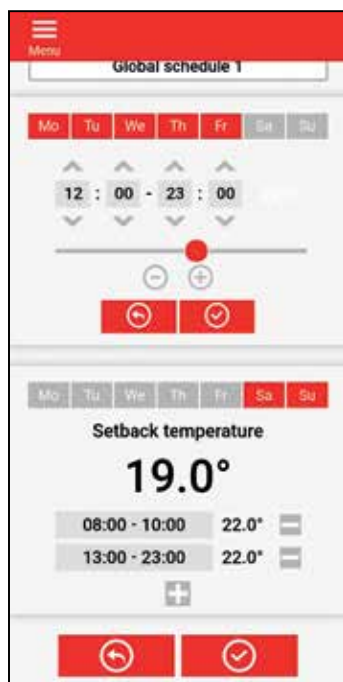 Menu
Global schedule 1
Mo Tu We Th Fr Sa Su
12 : 00 - 23 : 00
Mo Tu We Th Fr Sa Su
Setback temperature
19.0°
08:00 - 10:00 22.0°
13:00 - 23:00 22.0°